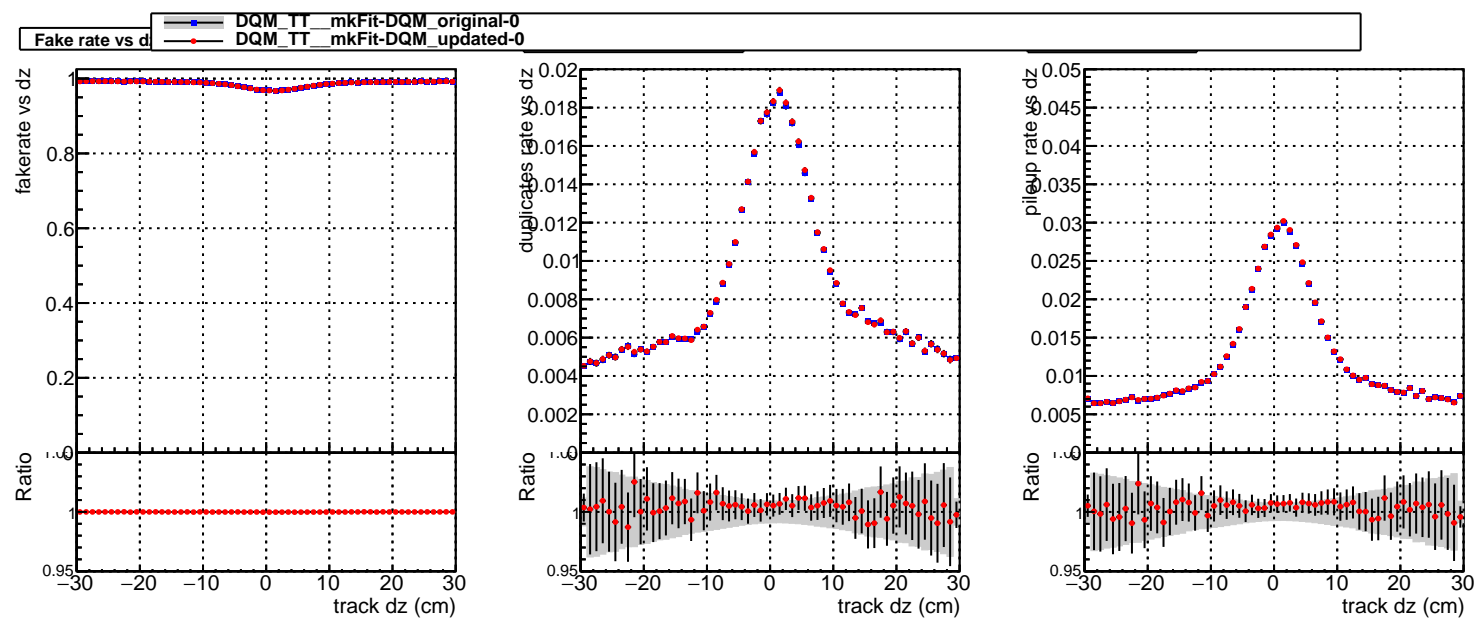 DQM_TT__mkFit-DQM_original-0
DQM_TT__mkFit-DQM_updated-0
Fake rate vs dz
fakerate vs dz
1
0.8
0.6
0.4
0.2
0
Ratio
1
0.95
−30 −20 −10 0 10 20 30
track dz (cm)
duplicates rate vs dz
0.02
0.018
0.016
0.014
0.012
0.01
0.008
0.006
0.004
0.002
0
Ratio
1
0.95
−30 −20 −10 0 10 20 30
track dz (cm)
pileup rate vs dz
0.05
0.045
0.04
0.035
0.03
0.025
0.02
0.015
0.01
0.005
0
Ratio
1
0.95
−30 −20 −10 0 10 20 30
track dz (cm)